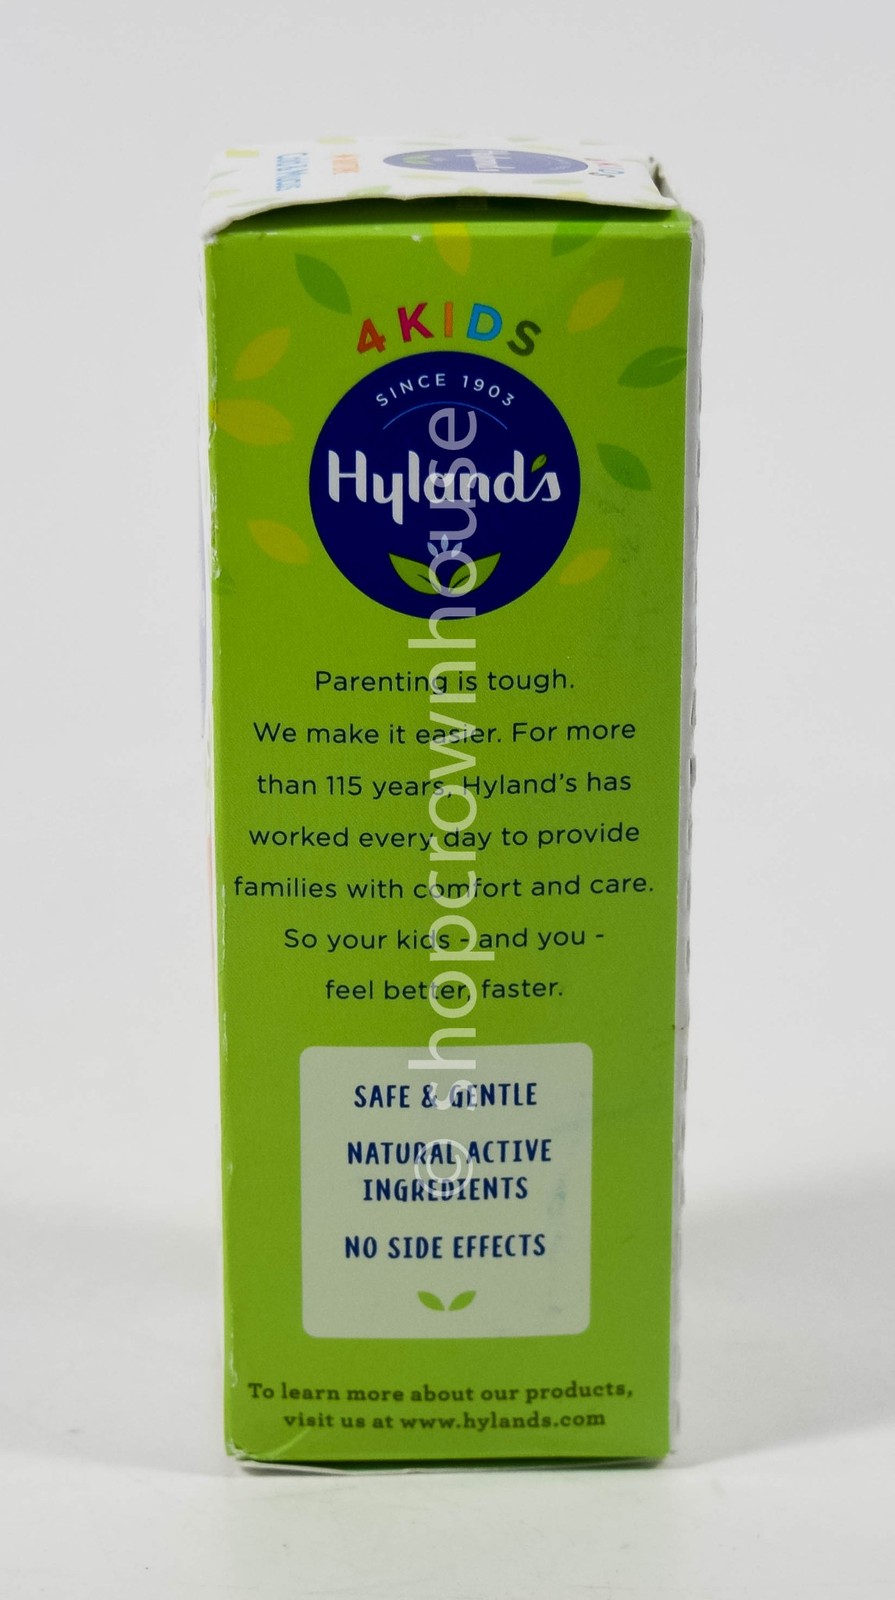 4 KIDS
SINCE 1903
Hyland's
Parenting is tough.
We make it easier. For more
than 115 years, Hyland's has
worked every day to provide
families with comfort and care.
So your kids - and you -
feel better, faster.
SAFE & GENTLE
NATURAL ACTIVE
INGREDIENTS
NO SIDE EFFECTS
To learn more about our products,
visit us at www.hylands.com
© shopcrownhouse